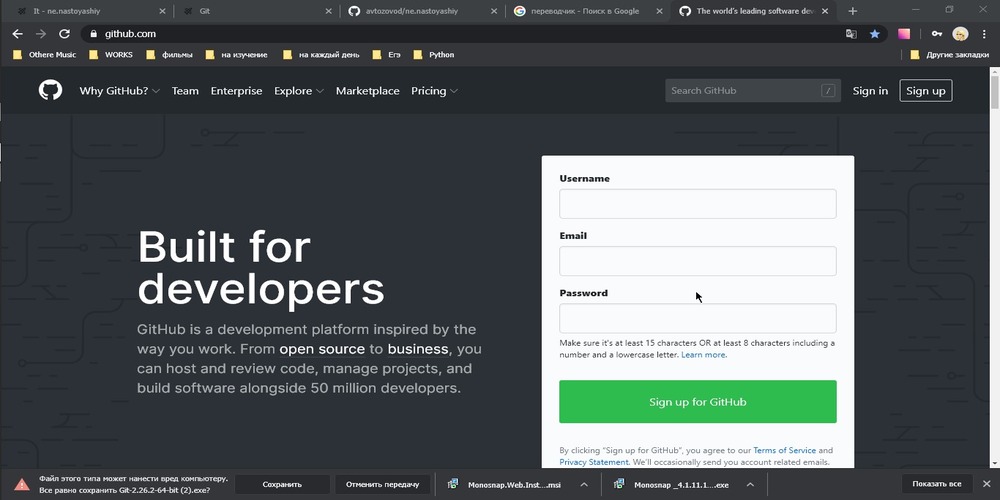 It - ne.nastoyashiy
Git
avtozovod/ne.nastoyashiy
переводчик - Поиск в Google
The world's leading software dev
github.com
Othere Music
WORKS
фильмы
на изучение
на каждый день
Егэ
Python
Другие закладки
Why GitHub?
Team
Enterprise
Explore
Marketplace
Pricing
Search GitHub
/
Sign in
Sign up
Built for
developers
GitHub is a development platform inspired by the
way you work. From open source to business, you
can host and review code, manage projects, and
build software alongside 50 million developers.
Username
Email
Password
Make sure it's at least 15 characters OR at least 8 characters including a
number and a lowercase letter. Learn more.
Sign up for GitHub
By clicking "Sign up for GitHub", you agree to our Terms of Service and
Privacy Statement. We'll occasionally send you account related emails.
Файл этого типа может нанести вред компьютеру.
Все равно сохранить Git-2.26.2-64-bit (2).exe?
Сохранить
Отменить передачу
Monosnap.Web.Inst....msi
Monosnap _4.1.11.1....exe
Показать все